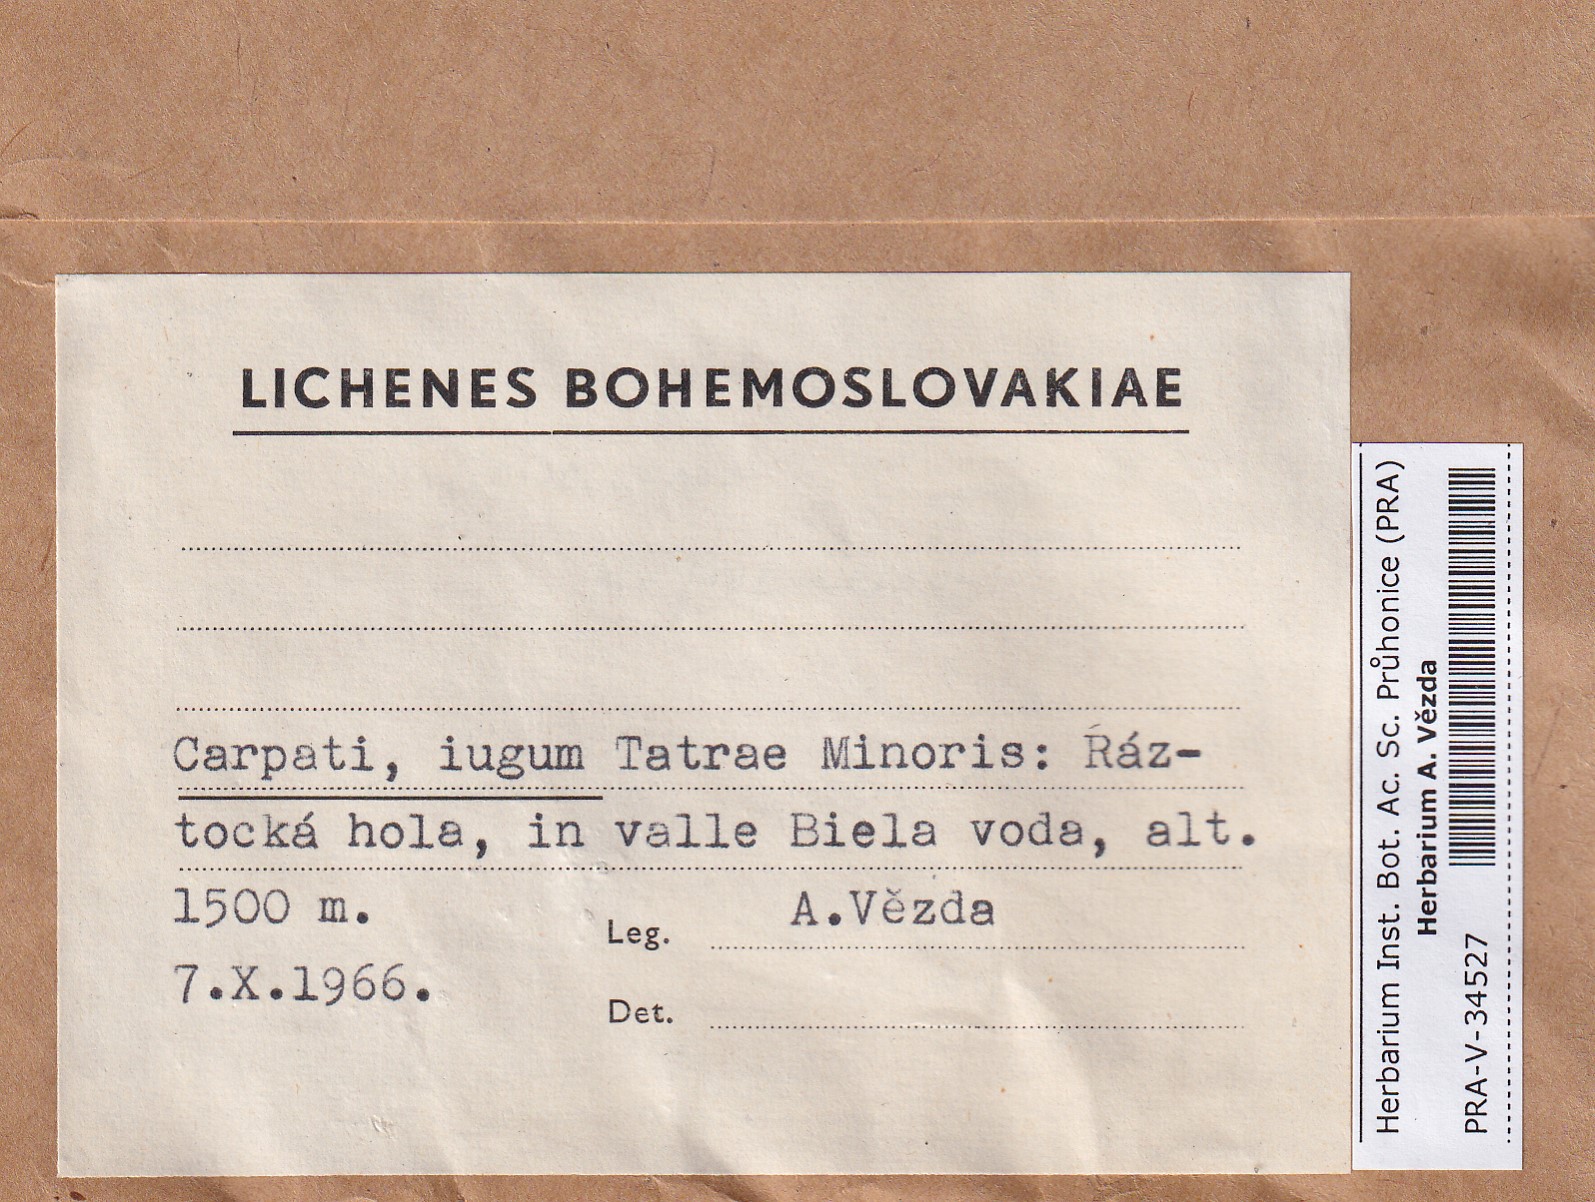 LICHENES BOHEMOSLOVAKIAE
Carpati, iugum Tatrae Minoris: Ŕáz-
tocká hola, in valle Biela voda, alt.
1500 m.
Leg. A.Vězda
7.X.1966.
Det.
Herbarium Inst. Bot. Ac. Sc. Průhonice (PRA)
Herbarium A. Vězda
PRA-V-34527